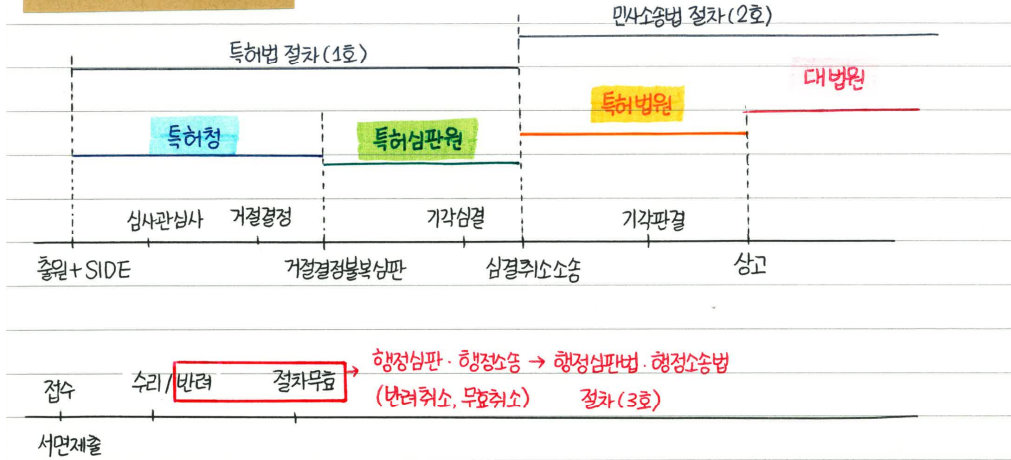 민사소송법 절차(2호)
특허법 절차(1호)
대법원
특허법원
특허청
특허심판원
심사관심사 거절결정 기각심결 기각판결
출원+SIDE 거절결정불복심판 심결취소소송 상고
행정심판·행정소송 → 행정심판법·행정소송법
접수 수리/반려 절차무효
(반려취소, 무효취소) 절차(3호)
서면제출